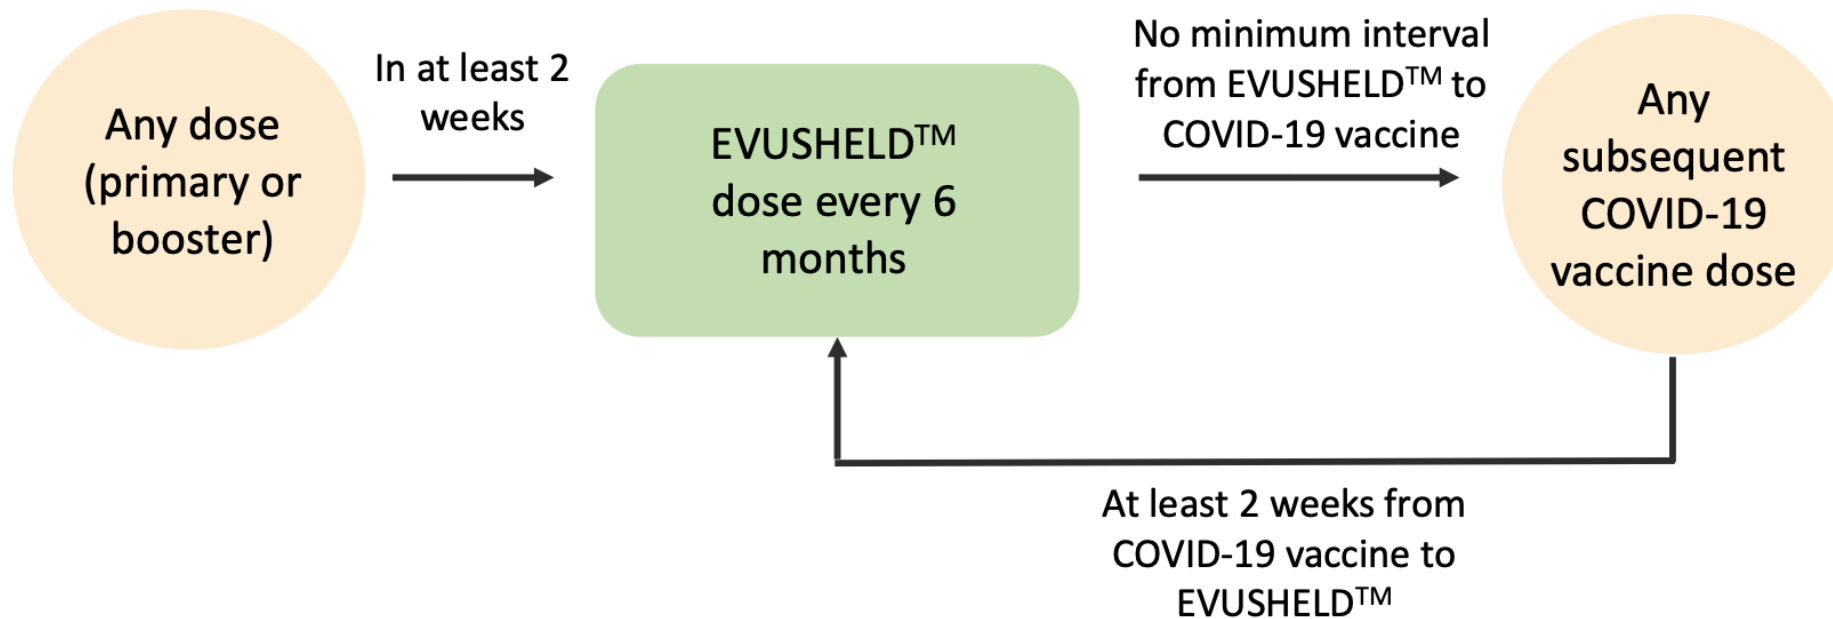 Any dose
(primary or
booster)
In at least 2
weeks
EVUSHELD™
dose every 6
months
No minimum interval
from EVUSHELD™ to
COVID-19 vaccine
Any
subsequent
COVID-19
vaccine dose
At least 2 weeks from
COVID-19 vaccine to
EVUSHELD™